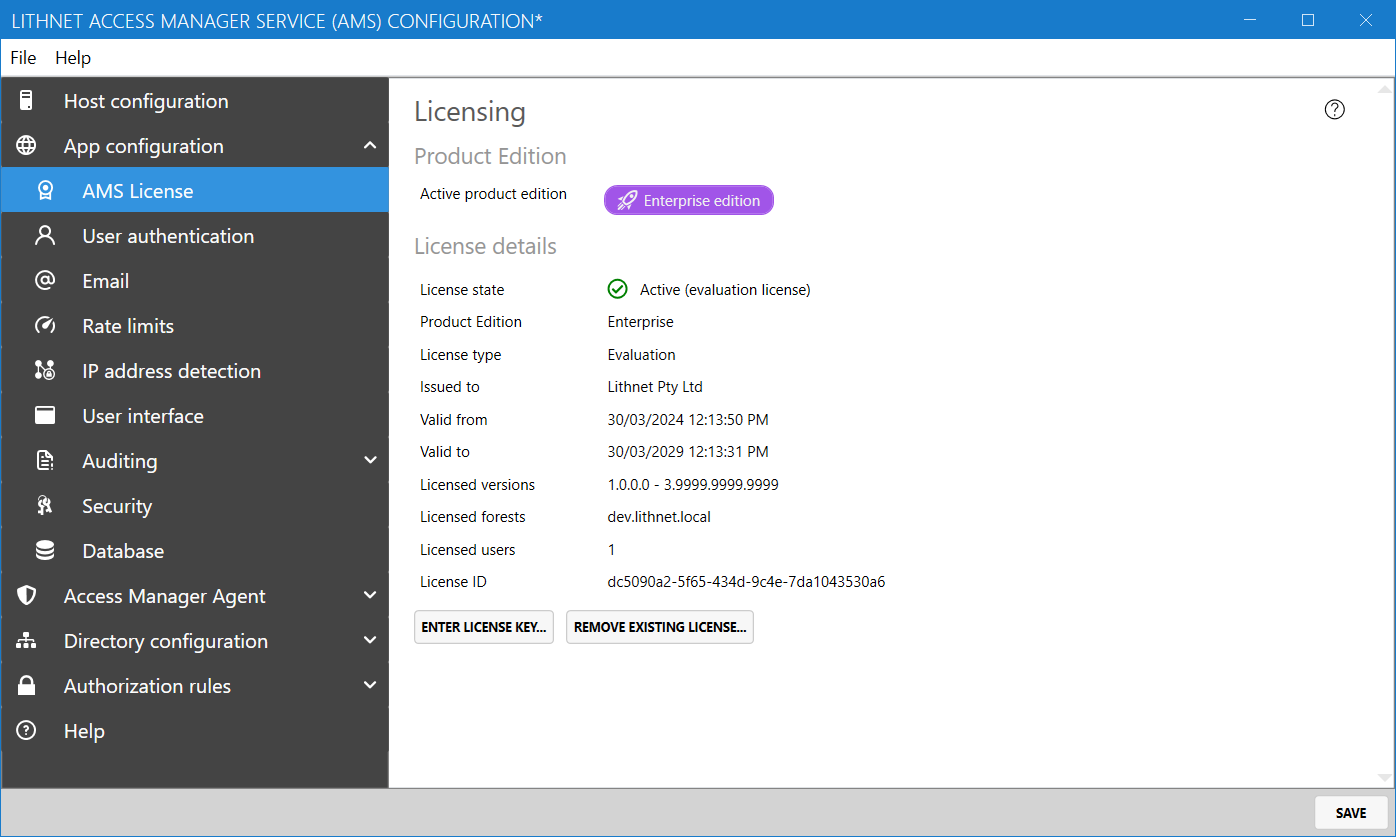 LITHNET ACCESS MANAGER SERVICE (AMS) CONFIGURATION*
File Help
Host configuration
App configuration
AMS License
User authentication
Email
Rate limits
IP address detection
User interface
Auditing
Security
Database
Access Manager Agent
Directory configuration
Authorization rules
Help
Licensing
Product Edition
Active product edition Enterprise edition
License details
License state Active (evaluation license)
Product Edition Enterprise
License type Evaluation
Issued to Lithnet Pty Ltd
Valid from 30/03/2024 12:13:50 PM
Valid to 30/03/2029 12:13:31 PM
Licensed versions 1.0.0.0 - 3.9999.9999.9999
Licensed forests dev.lithnet.local
Licensed users 1
License ID dc5090a2-5f65-434d-9c4e-7da1043530a6
ENTER LICENSE KEY... REMOVE EXISTING LICENSE...
SAVE